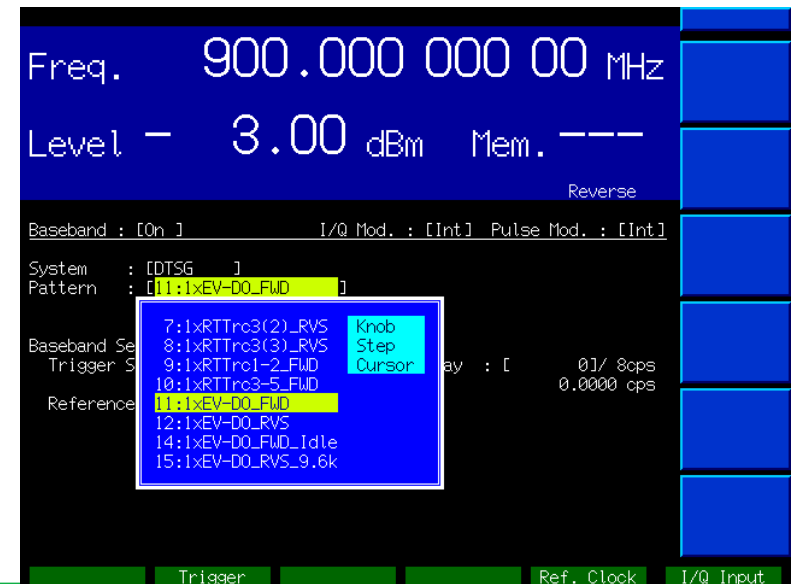 Freq. 900.000 000 00 MHz
Level - 3.00 dBm Mem. ---
Reverse
Baseband : [On ] I/Q Mod. : [Int] Pulse Mod. : [Int]
System : [DTSG ]
Pattern : [11:1xEV-DO_FWD ]
7:1xRTTrc3(2)_RVS Knob
Baseband Se 8:1xRTTrc3(3)_RVS Step
Trigger S 9:1xRTTrc1-2_FWD Cursor ay : [ 0]/ 8cps
10:1xRTTrc3-5_FWD 0.0000 cps
Reference 11:1xEV-DO_FWD
12:1xEV-DO_RVS
14:1xEV-DO_FWD_Idle
15:1xEV-DO_RVS_9.6k
Trigger Ref. Clock I/Q Input